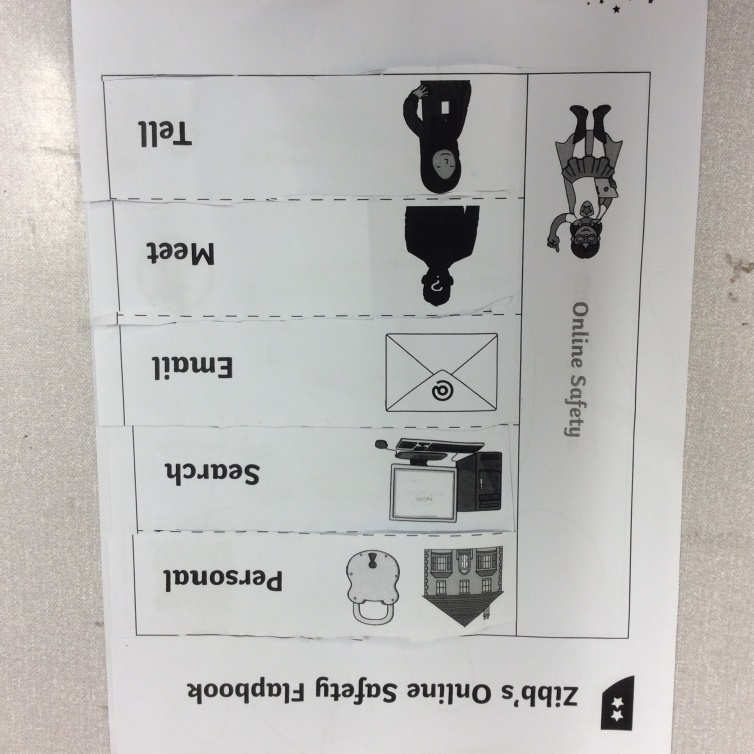 Zibb's Online Safety Flapbook
Online Safety
Personal
Search
Email
@
Meet
?
Tell